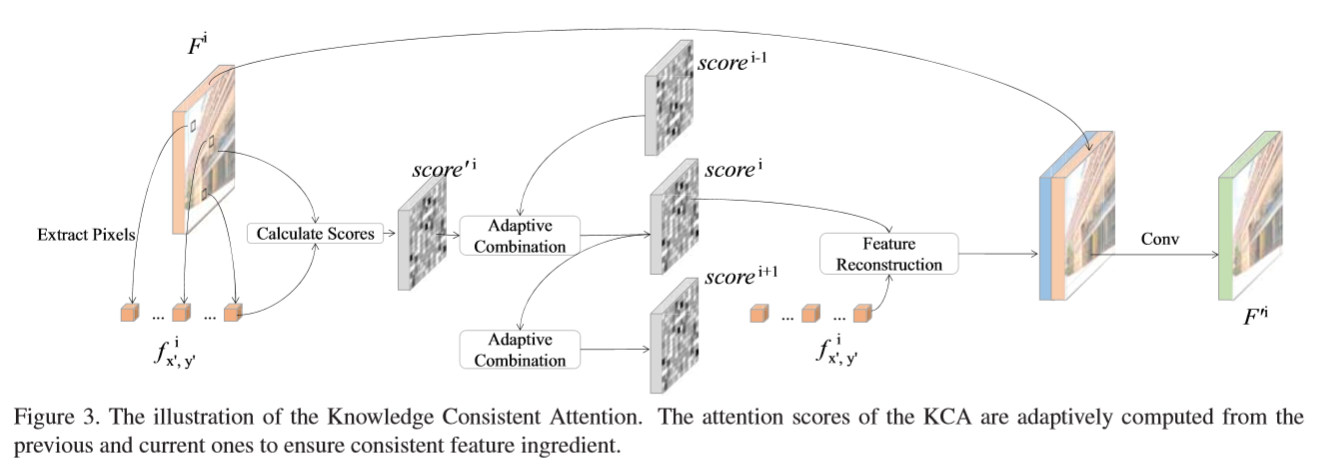 F^i
score^i-1
score'^i
score^i
Extract Pixels
Calculate Scores
Adaptive
Combination
Feature
Reconstruction
Conv
score^i+1
... ...
... ...
f^i_x', y'
Adaptive
Combination
f^i_x', y'
F'^i
Figure 3. The illustration of the Knowledge Consistent Attention. The attention scores of the KCA are adaptively computed from the
previous and current ones to ensure consistent feature ingredient.